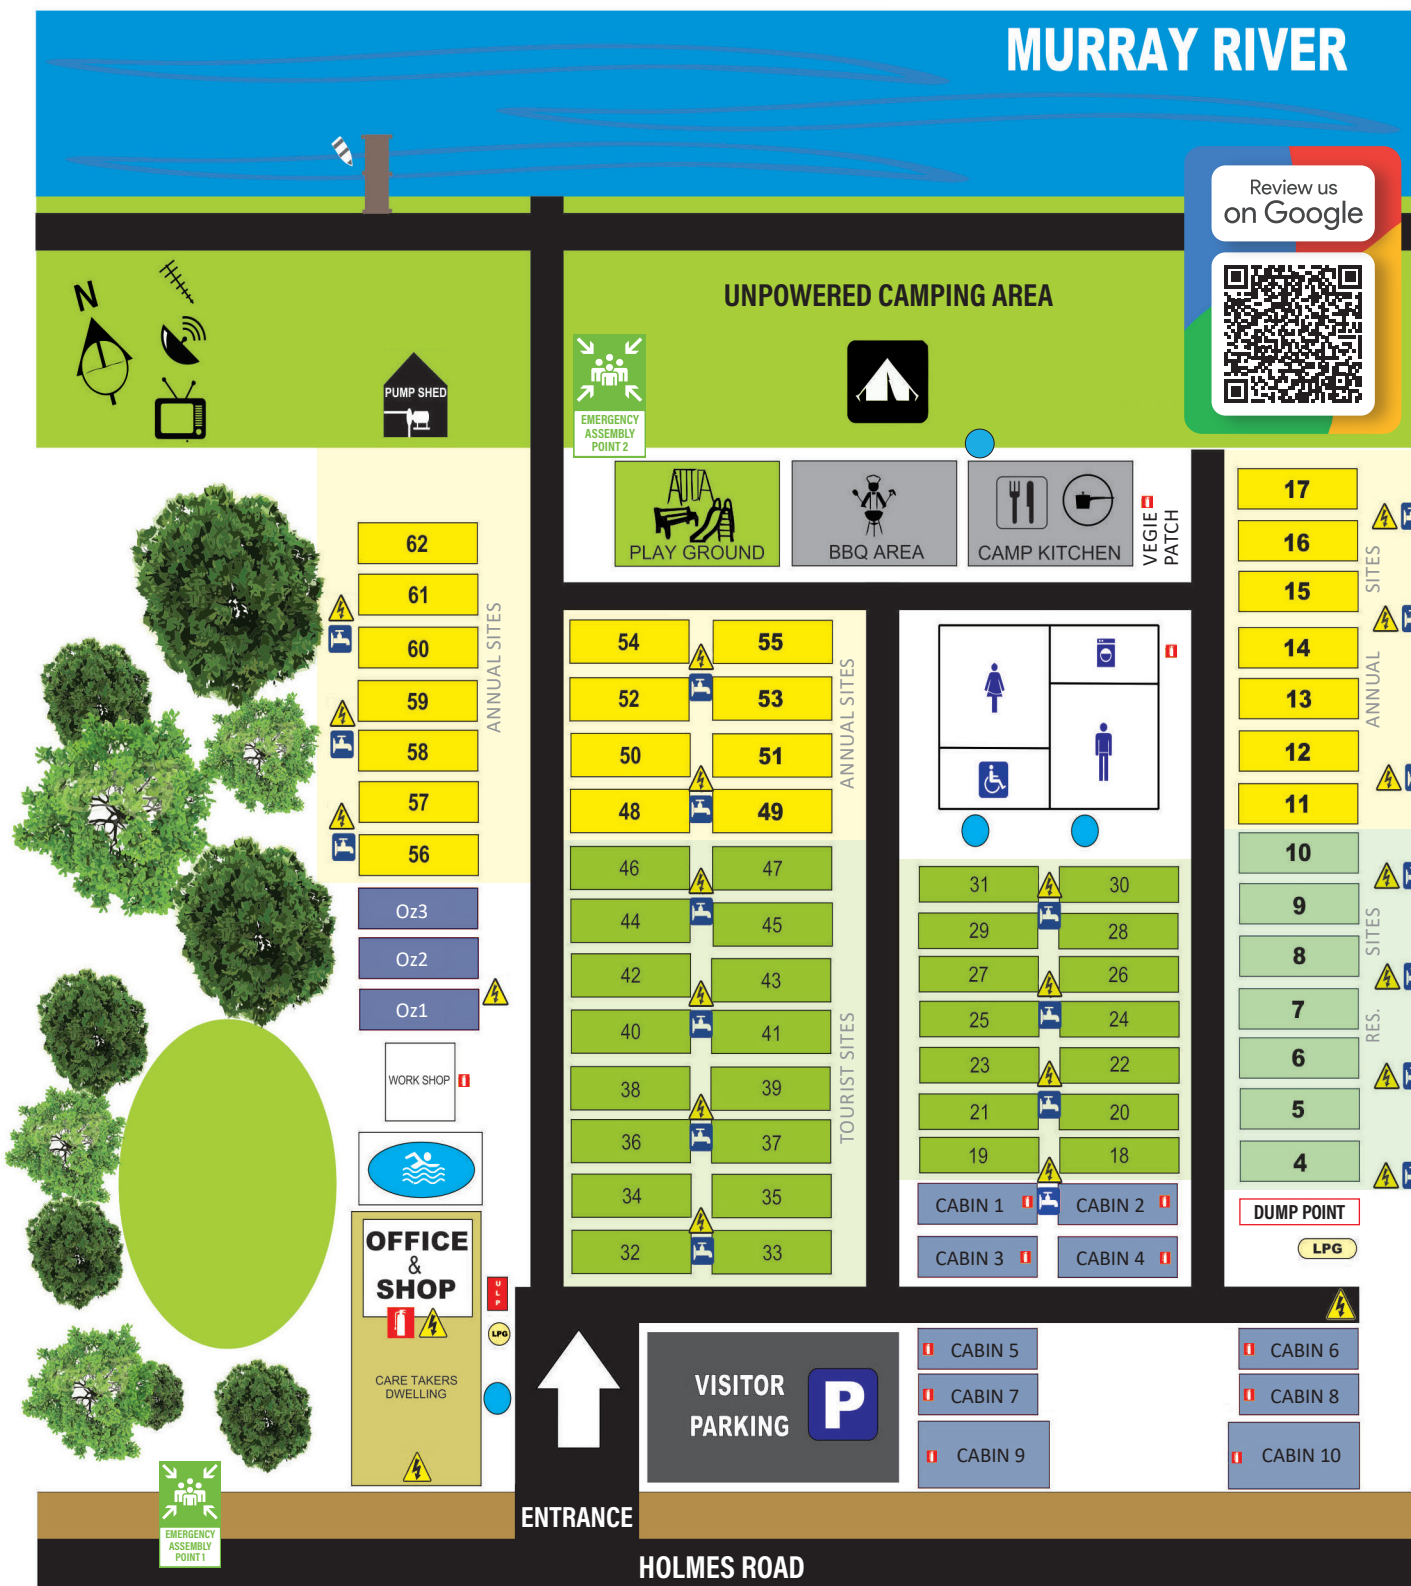 MURRAY RIVER
Review us
on Google
N
UNPOWERED CAMPING AREA
PUMP SHED
EMERGENCY
ASSEMBLY
POINT 2
PLAY GROUND
BBQ AREA
CAMP KITCHEN
VEGIE
PATCH
62
61
60
59
58
57
56
ANNUAL SITES
Oz3
Oz2
Oz1
WORK SHOP
OFFICE
&
SHOP
ULP
LPG
CARE TAKERS
DWELLING
EMERGENCY
ASSEMBLY
POINT 1
54 55
52 53
50 51
48 49
ANNUAL SITES
46 47
44 45
42 43
40 41
38 39
36 37
34 35
32 33
TOURIST SITES
31 30
29 28
27 26
25 24
23 22
21 20
19 18
CABIN 1 CABIN 2
CABIN 3 CABIN 4
17
16
15
14
13
12
11
ANNUAL SITES
10
9
8
7
6
5
4
RES. SITES
DUMP POINT
LPG
VISITOR
PARKING
P
CABIN 5 CABIN 6
CABIN 7 CABIN 8
CABIN 9 CABIN 10
ENTRANCE
HOLMES ROAD